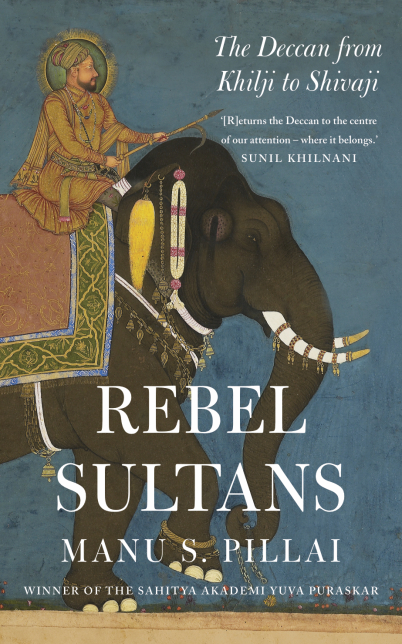 The Deccan from
Khilji to Shivaji
‘[R]eturns the Deccan to the centre
of our attention – where it belongs.’
SUNIL KHILNANI
REBEL
SULTANS
MANU S. PILLAI
WINNER OF THE SAHITYA AKADEMI YUVA PURASKAR